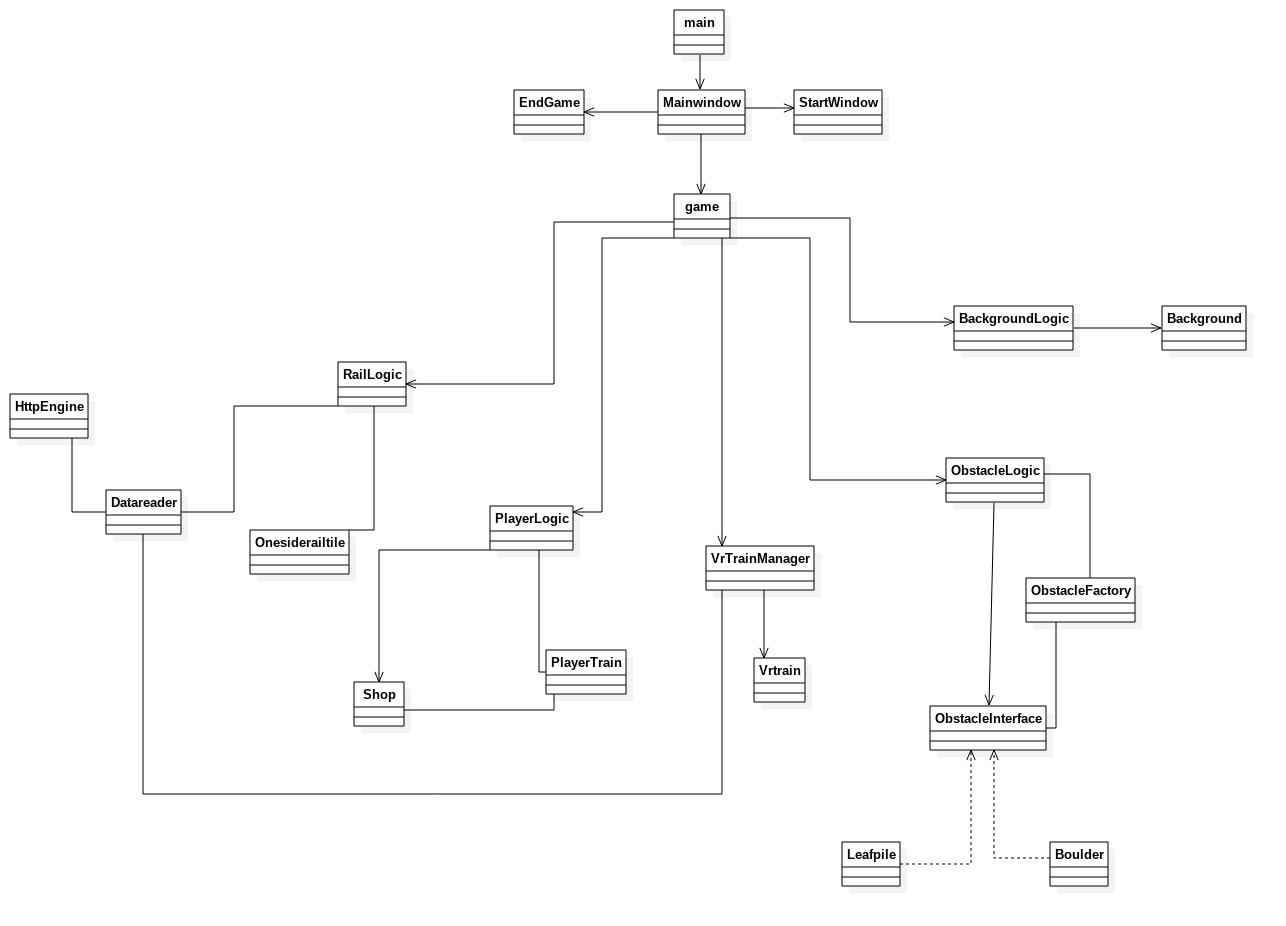 main
EndGame
Mainwindow
StartWindow
game
BackgroundLogic
Background
RailLogic
HttpEngine
ObstacleLogic
Datareader
PlayerLogic
Onesiderailtile
VrTrainManager
ObstacleFactory
PlayerTrain
Vrtrain
Shop
ObstacleInterface
Leafpile
Boulder